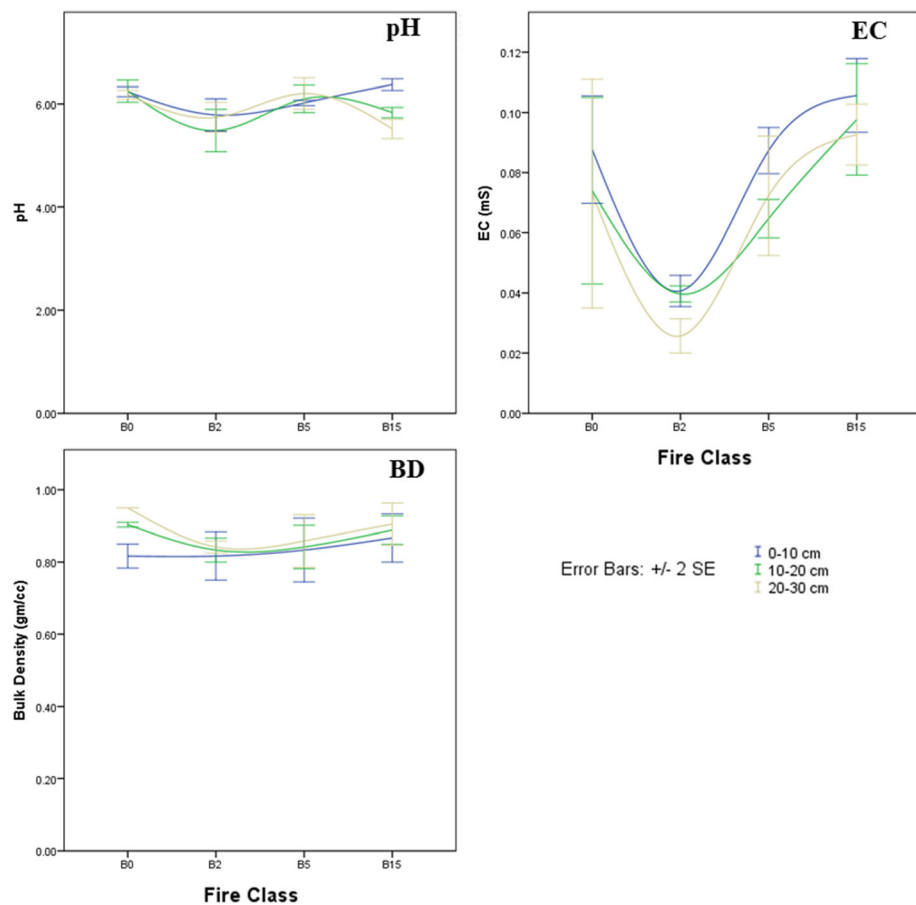 pH
6.00
4.00
2.00
0.00
pH
B0 B2 B5 B15
EC
0.12
0.10
0.08
0.06
0.04
0.02
0.00
EC (mS)
B0 B2 B5 B15
Fire Class
BD
1.00
0.80
0.60
0.40
0.20
0.00
Bulk Density (gm/cc)
B0 B2 B5 B15
Fire Class
Error Bars: +/- 2 SE
0-10 cm
10-20 cm
20-30 cm